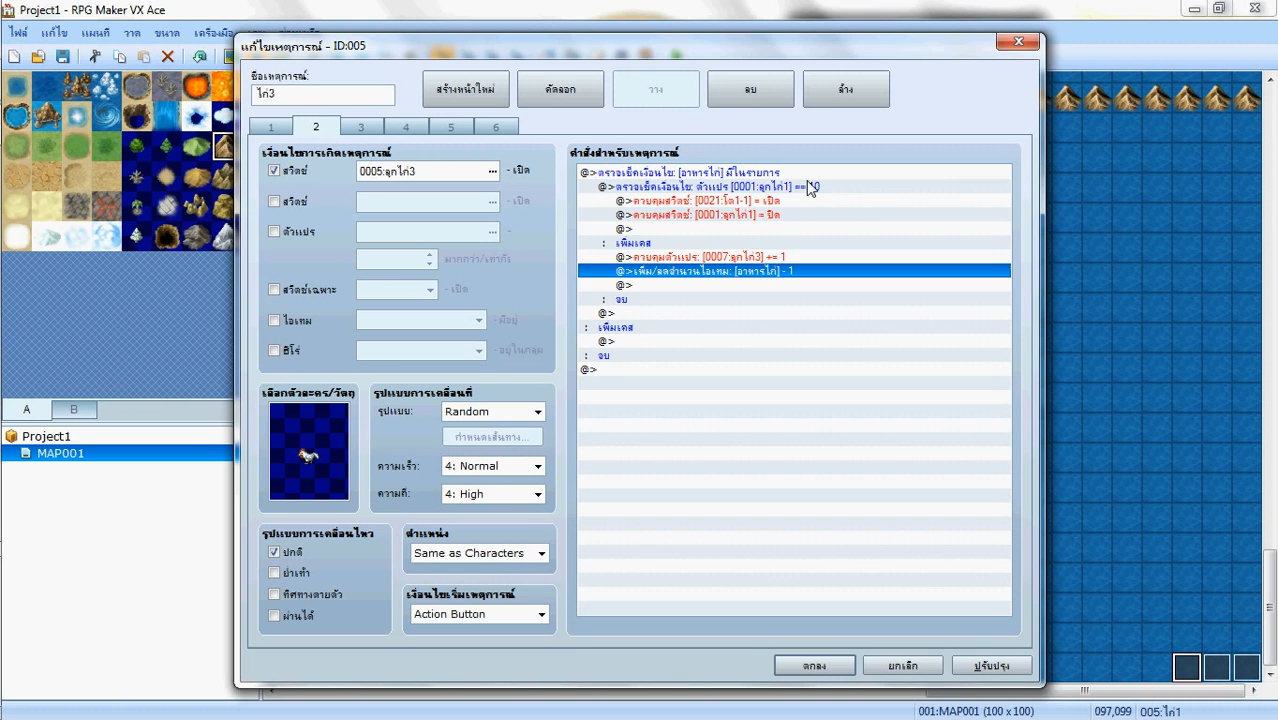 Project1 - RPG Maker VX Ace
ไฟล์ แก้ไข แผนที่ วาด ขนาด เครื่องมือ
แก้ไขเหตุการณ์ - ID:005
ชื่อเหตุการณ์:
ไก่3
สร้างหน้าใหม่ คัดลอก วาง ลบ ล้าง
1 2 3 4 5 6
เงื่อนไขการเกิดเหตุการณ์
สวิตช์ 0005:ลูกไก่3 ... - เปิด
สวิตช์ ... - เปิด
ตัวแปร ... -
มากกว่า/เท่ากับ
สวิตช์เฉพาะ - เปิด
ไอเทม - มีอยู่
ฮีโร่ - อยู่ในกลุ่ม
เลือกตัวละคร/วัตถุ
รูปแบบการเคลื่อนที่
รูปแบบ: Random
กำหนดเส้นทาง...
ความเร็ว: 4: Normal
ความถี่: 4: High
รูปแบบการเคลื่อนไหว
ปกติ
ย่ำเท้า
ทิศทางตายตัว
ผ่านได้
ตำแหน่ง
Same as Characters
เงื่อนไขเริ่มเหตุการณ์
Action Button
คำสั่งสำหรับเหตุการณ์
@>ตรวจเช็คเงื่อนไข: [อาหารไก่] มีในรายการ
@>ตรวจเช็คเงื่อนไข: ตัวแปร [0001:ลูกไก่1] ==
@>ควบคุมสวิตช์: [0021:โต1-1] = เปิด
@>ควบคุมสวิตช์: [0001:ลูกไก่1] = ปิด
@>
: เพิ่มเคส
@>ควบคุมตัวแปร: [0007:ลูกไก่3] += 1
@>เพิ่ม/ลดจำนวนไอเทม: [อาหารไก่] - 1
@>
: จบ
@>
: เพิ่มเคส
@>
: จบ
@>
ตกลง ยกเลิก ปรับปรุง
A B
Project1
MAP001
001:MAP001 (100 x 100) 097,099 005:ไก่1